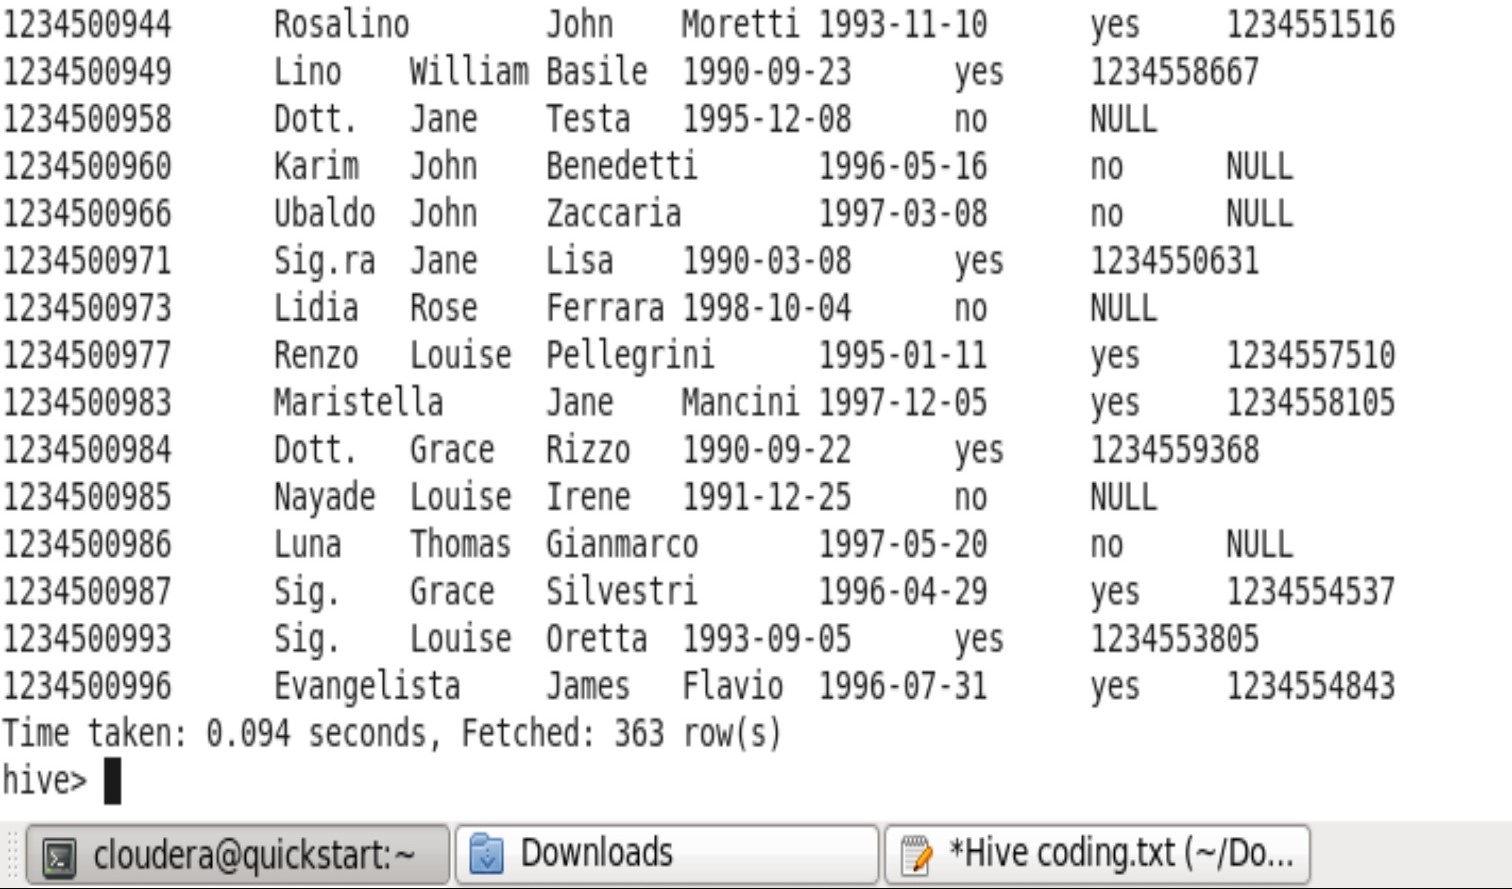 1234500944 Rosalino John Moretti 1993-11-10 yes 1234551516
1234500949 Lino William Basile 1990-09-23 yes 1234558667
1234500958 Dott. Jane Testa 1995-12-08 no NULL
1234500960 Karim John Benedetti 1996-05-16 no NULL
1234500966 Ubaldo John Zaccaria 1997-03-08 no NULL
1234500971 Sig.ra Jane Lisa 1990-03-08 yes 1234550631
1234500973 Lidia Rose Ferrara 1998-10-04 no NULL
1234500977 Renzo Louise Pellegrini 1995-01-11 yes 1234557510
1234500983 Maristella Jane Mancini 1997-12-05 yes 1234558105
1234500984 Dott. Grace Rizzo 1990-09-22 yes 1234559368
1234500985 Nayade Louise Irene 1991-12-25 no NULL
1234500986 Luna Thomas Gianmarco 1997-05-20 no NULL
1234500987 Sig. Grace Silvestri 1996-04-29 yes 1234554537
1234500993 Sig. Louise Oretta 1993-09-05 yes 1234553805
1234500996 Evangelista James Flavio 1996-07-31 yes 1234554843
Time taken: 0.094 seconds, Fetched: 363 row(s)
hive>
cloudera@quickstart:~ Downloads *Hive coding.txt (~/Do...